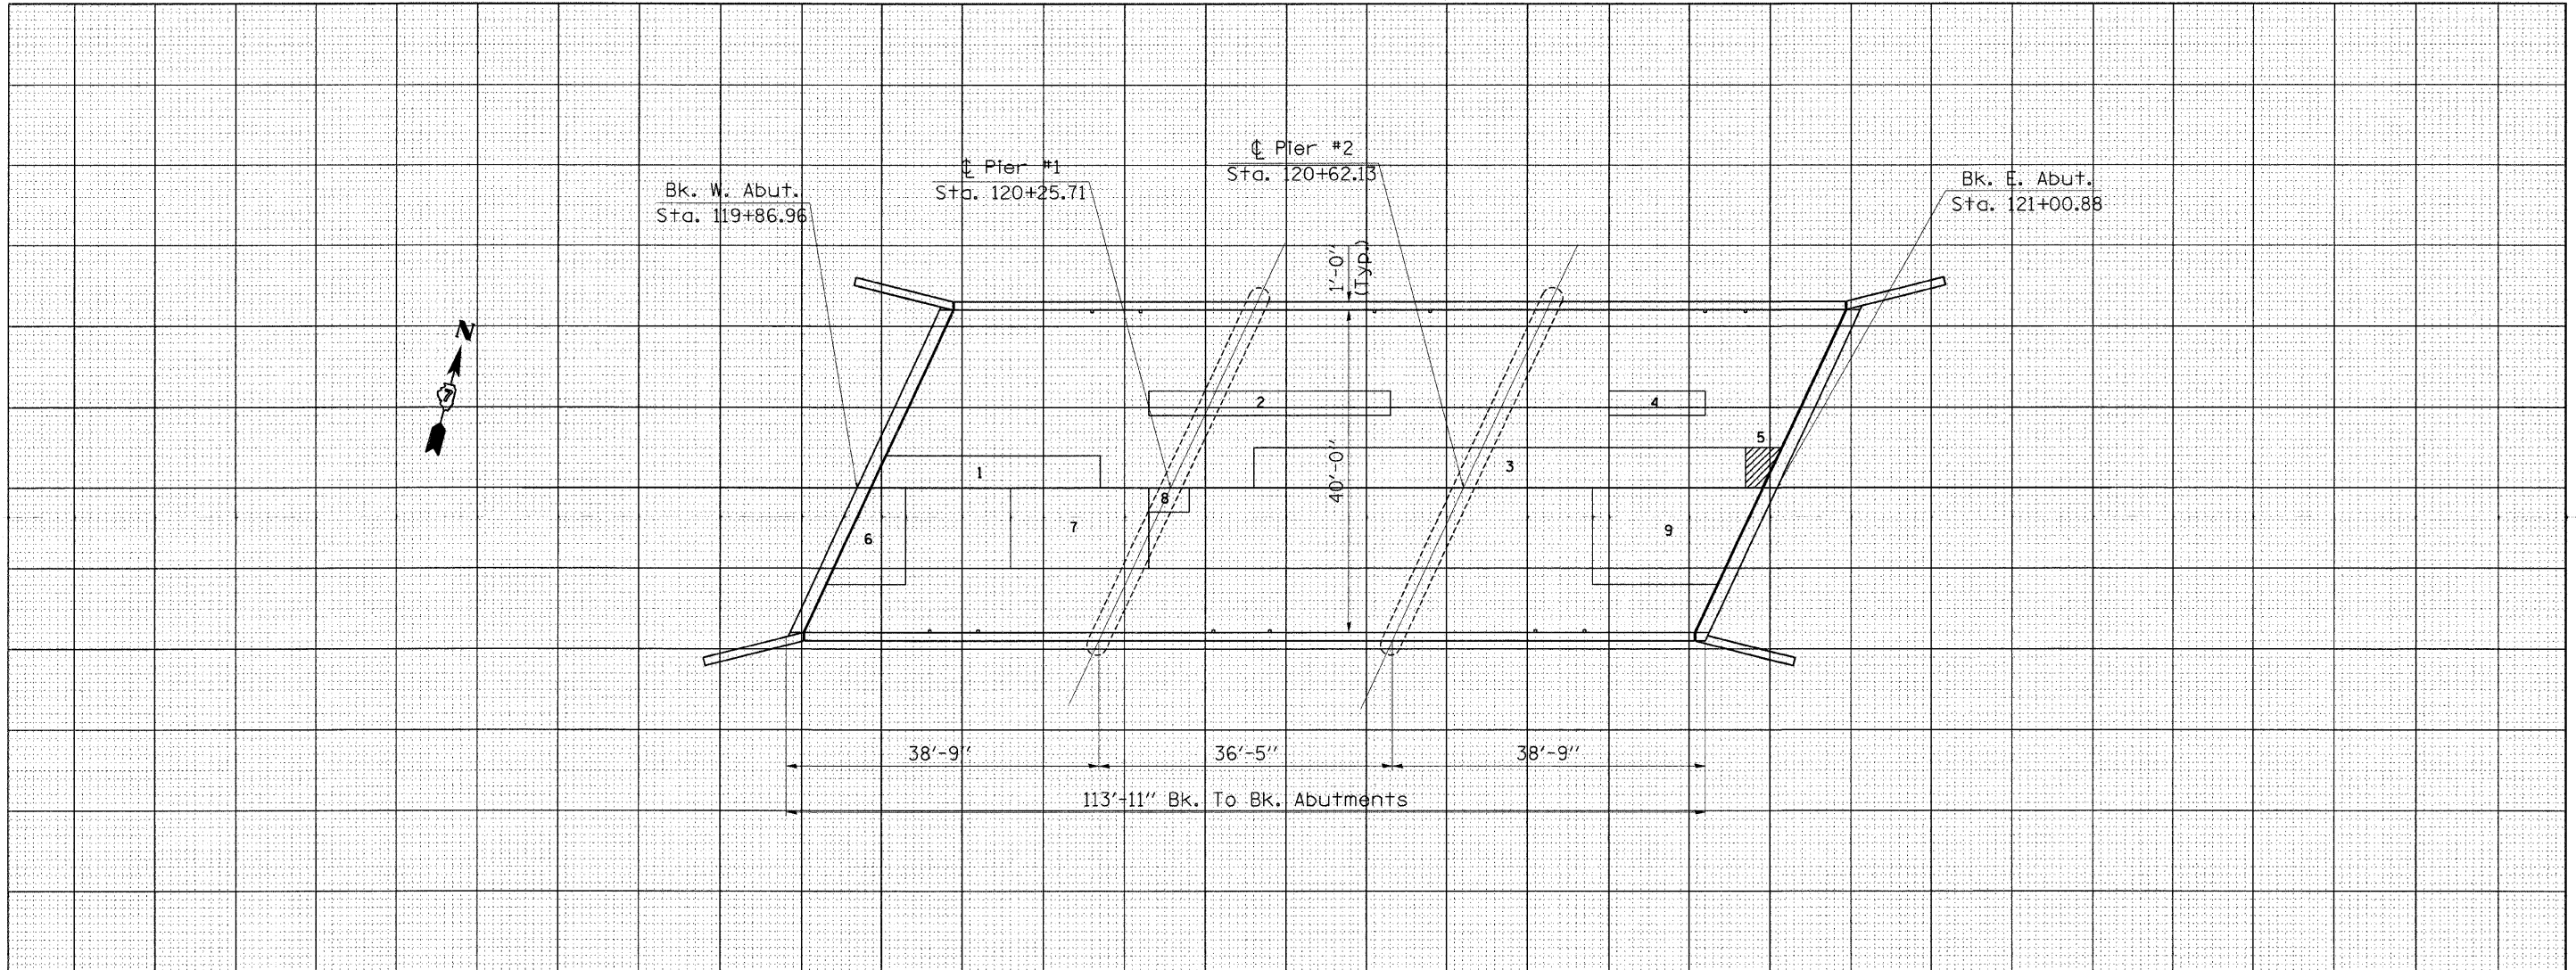 ℄ Pier #2
Sta. 120+62.13
℄ Pier #1
Sta. 120+25.71
Bk. W. Abut.
Sta. 119+86.96
Bk. E. Abut.
Sta. 121+00.88
1'-0"
(Typ.)
N
7
2
4
5
1
3
40'-0"
8
7
9
6
38'-9"
36'-5"
38'-9"
113'-11" Bk. To Bk. Abutments